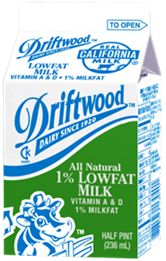 TO OPEN
Driftwood
REAL
CALIFORNIA
MILK
LOWFAT
MILK
VITAMIN A & D • 1% MILKFAT
Driftwood
DAIRY SINCE 1920
CK
All Natural
1% LOWFAT
MILK
VITAMIN A & D
1% MILKFAT
HALF PINT
(236 mL)